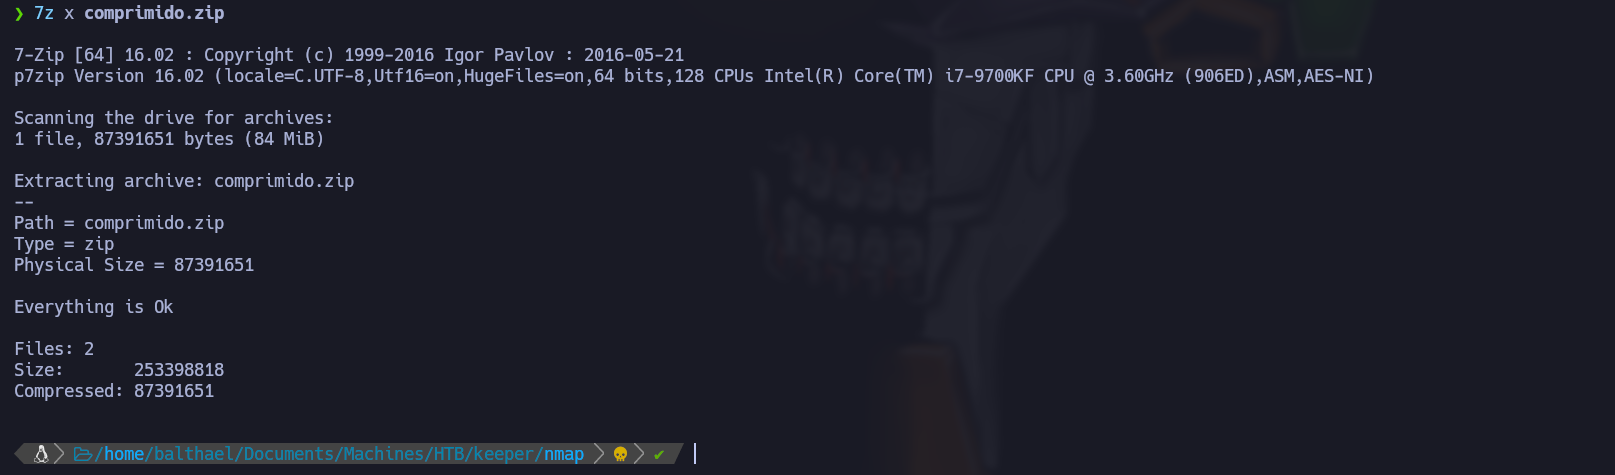 ❯ 7z x comprimido.zip
7-Zip [64] 16.02 : Copyright (c) 1999-2016 Igor Pavlov : 2016-05-21
p7zip Version 16.02 (locale=C.UTF-8,Utf16=on,HugeFiles=on,64 bits,128 CPUs Intel(R) Core(TM) i7-9700KF CPU @ 3.60GHz (906ED),ASM,AES-NI)
Scanning the drive for archives:
1 file, 87391651 bytes (84 MiB)
Extracting archive: comprimido.zip
--
Path = comprimido.zip
Type = zip
Physical Size = 87391651
Everything is Ok
Files: 2
Size:       253398818
Compressed: 87391651
/home/balthael/Documents/Machines/HTB/keeper/nmap ✔